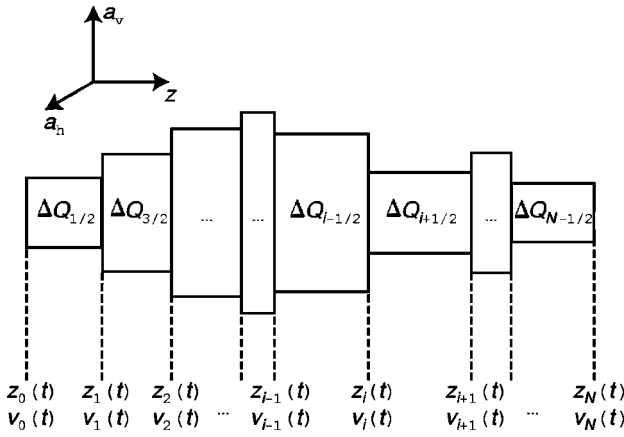 a_v
z
a_h
ΔQ_{1/2} ΔQ_{3/2} ... ... ΔQ_{i–1/2} ΔQ_{i+1/2} ... ΔQ_{N–1/2}
z_0(t) z_1(t) z_2(t) z_{i–1}(t) z_i(t) z_{i+1}(t) z_N(t)
v_0(t) v_1(t) v_2(t) ... v_{i–1}(t) v_i(t) v_{i+1}(t) ... v_N(t)